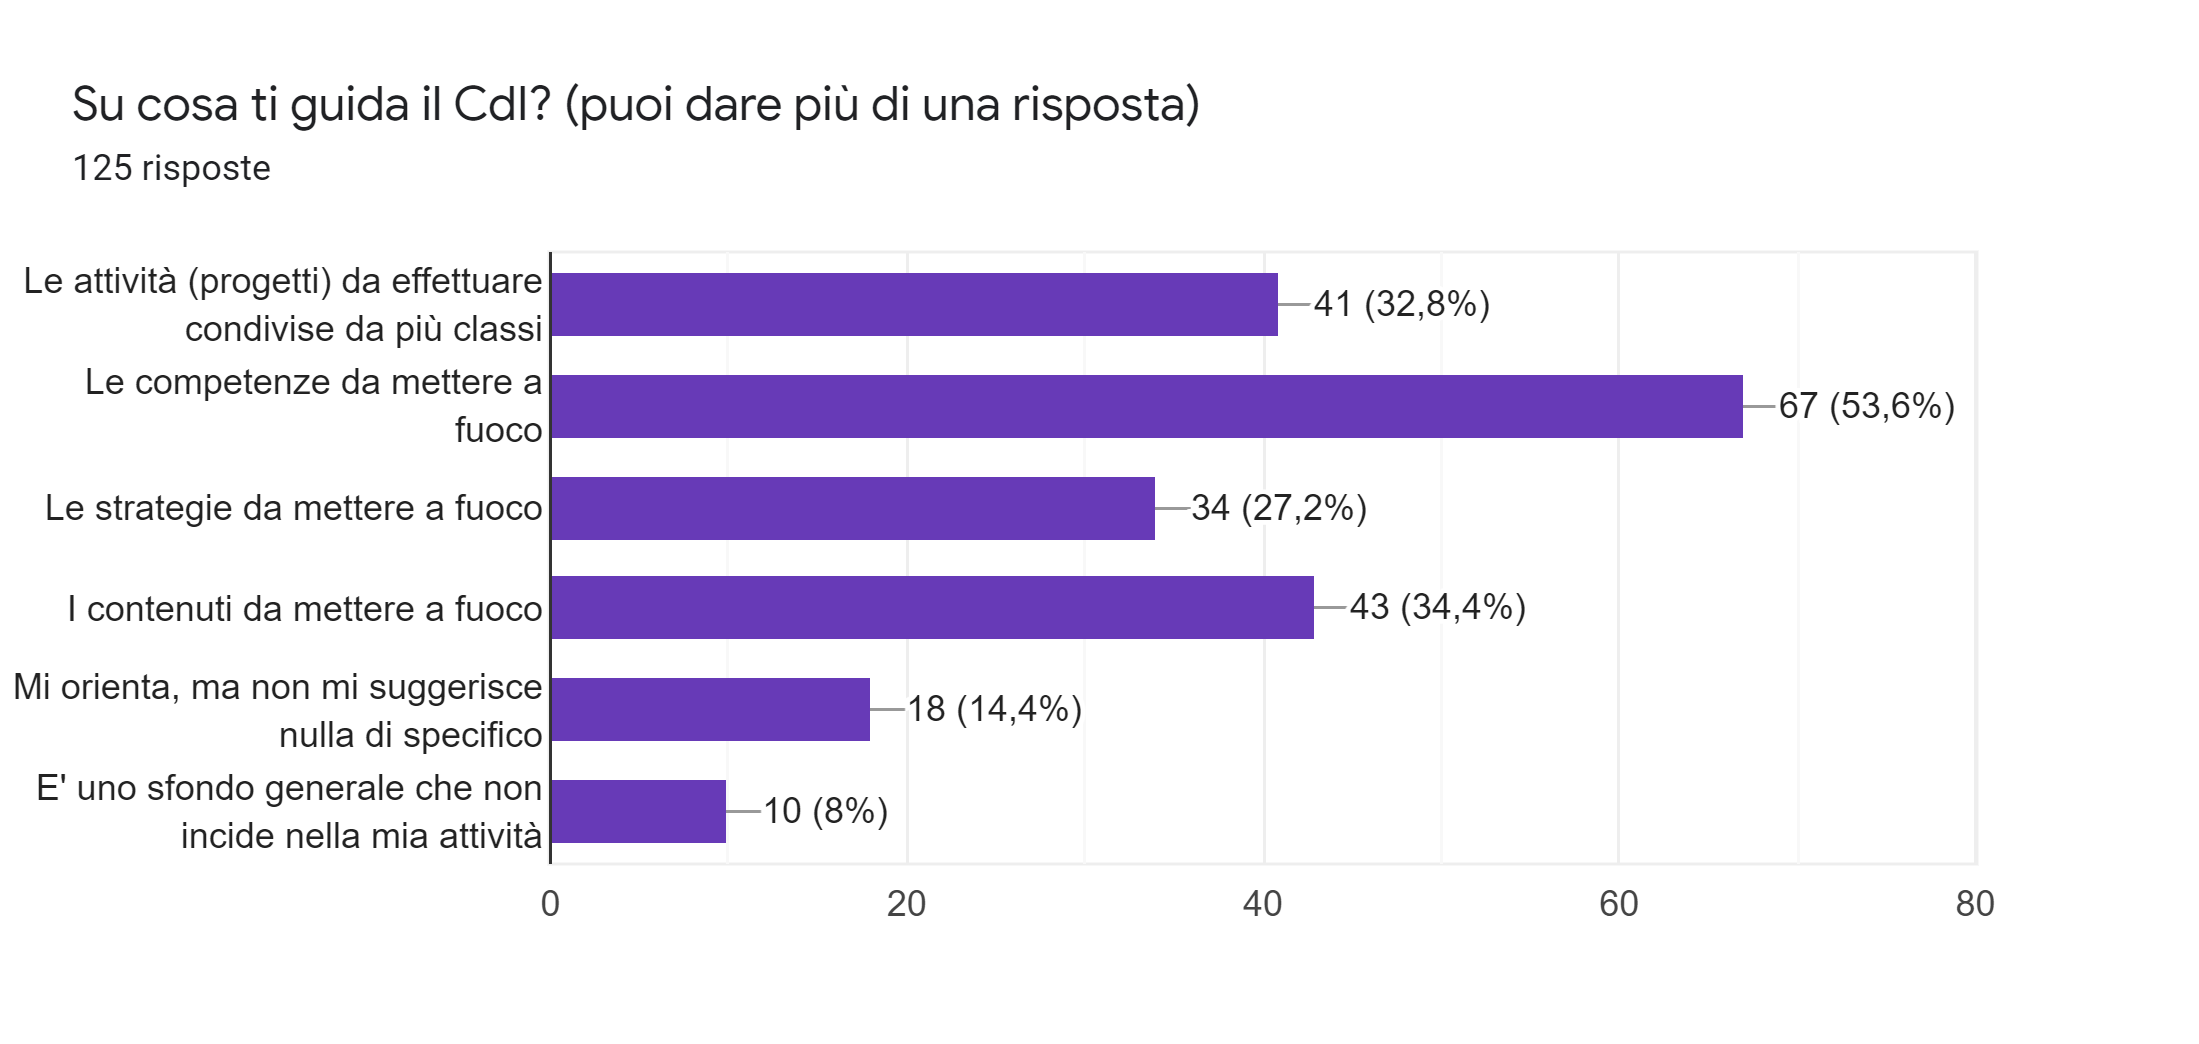 Su cosa ti guida il CdI? (puoi dare più di una risposta)
125 risposte
Le attività (progetti) da effettuare
condivise da più classi
41 (32,8%)
Le competenze da mettere a
fuoco
67 (53,6%)
Le strategie da mettere a fuoco
34 (27,2%)
I contenuti da mettere a fuoco
43 (34,4%)
Mi orienta, ma non mi suggerisce
nulla di specifico
18 (14,4%)
E' uno sfondo generale che non
incide nella mia attività
10 (8%)
0 20 40 60 80